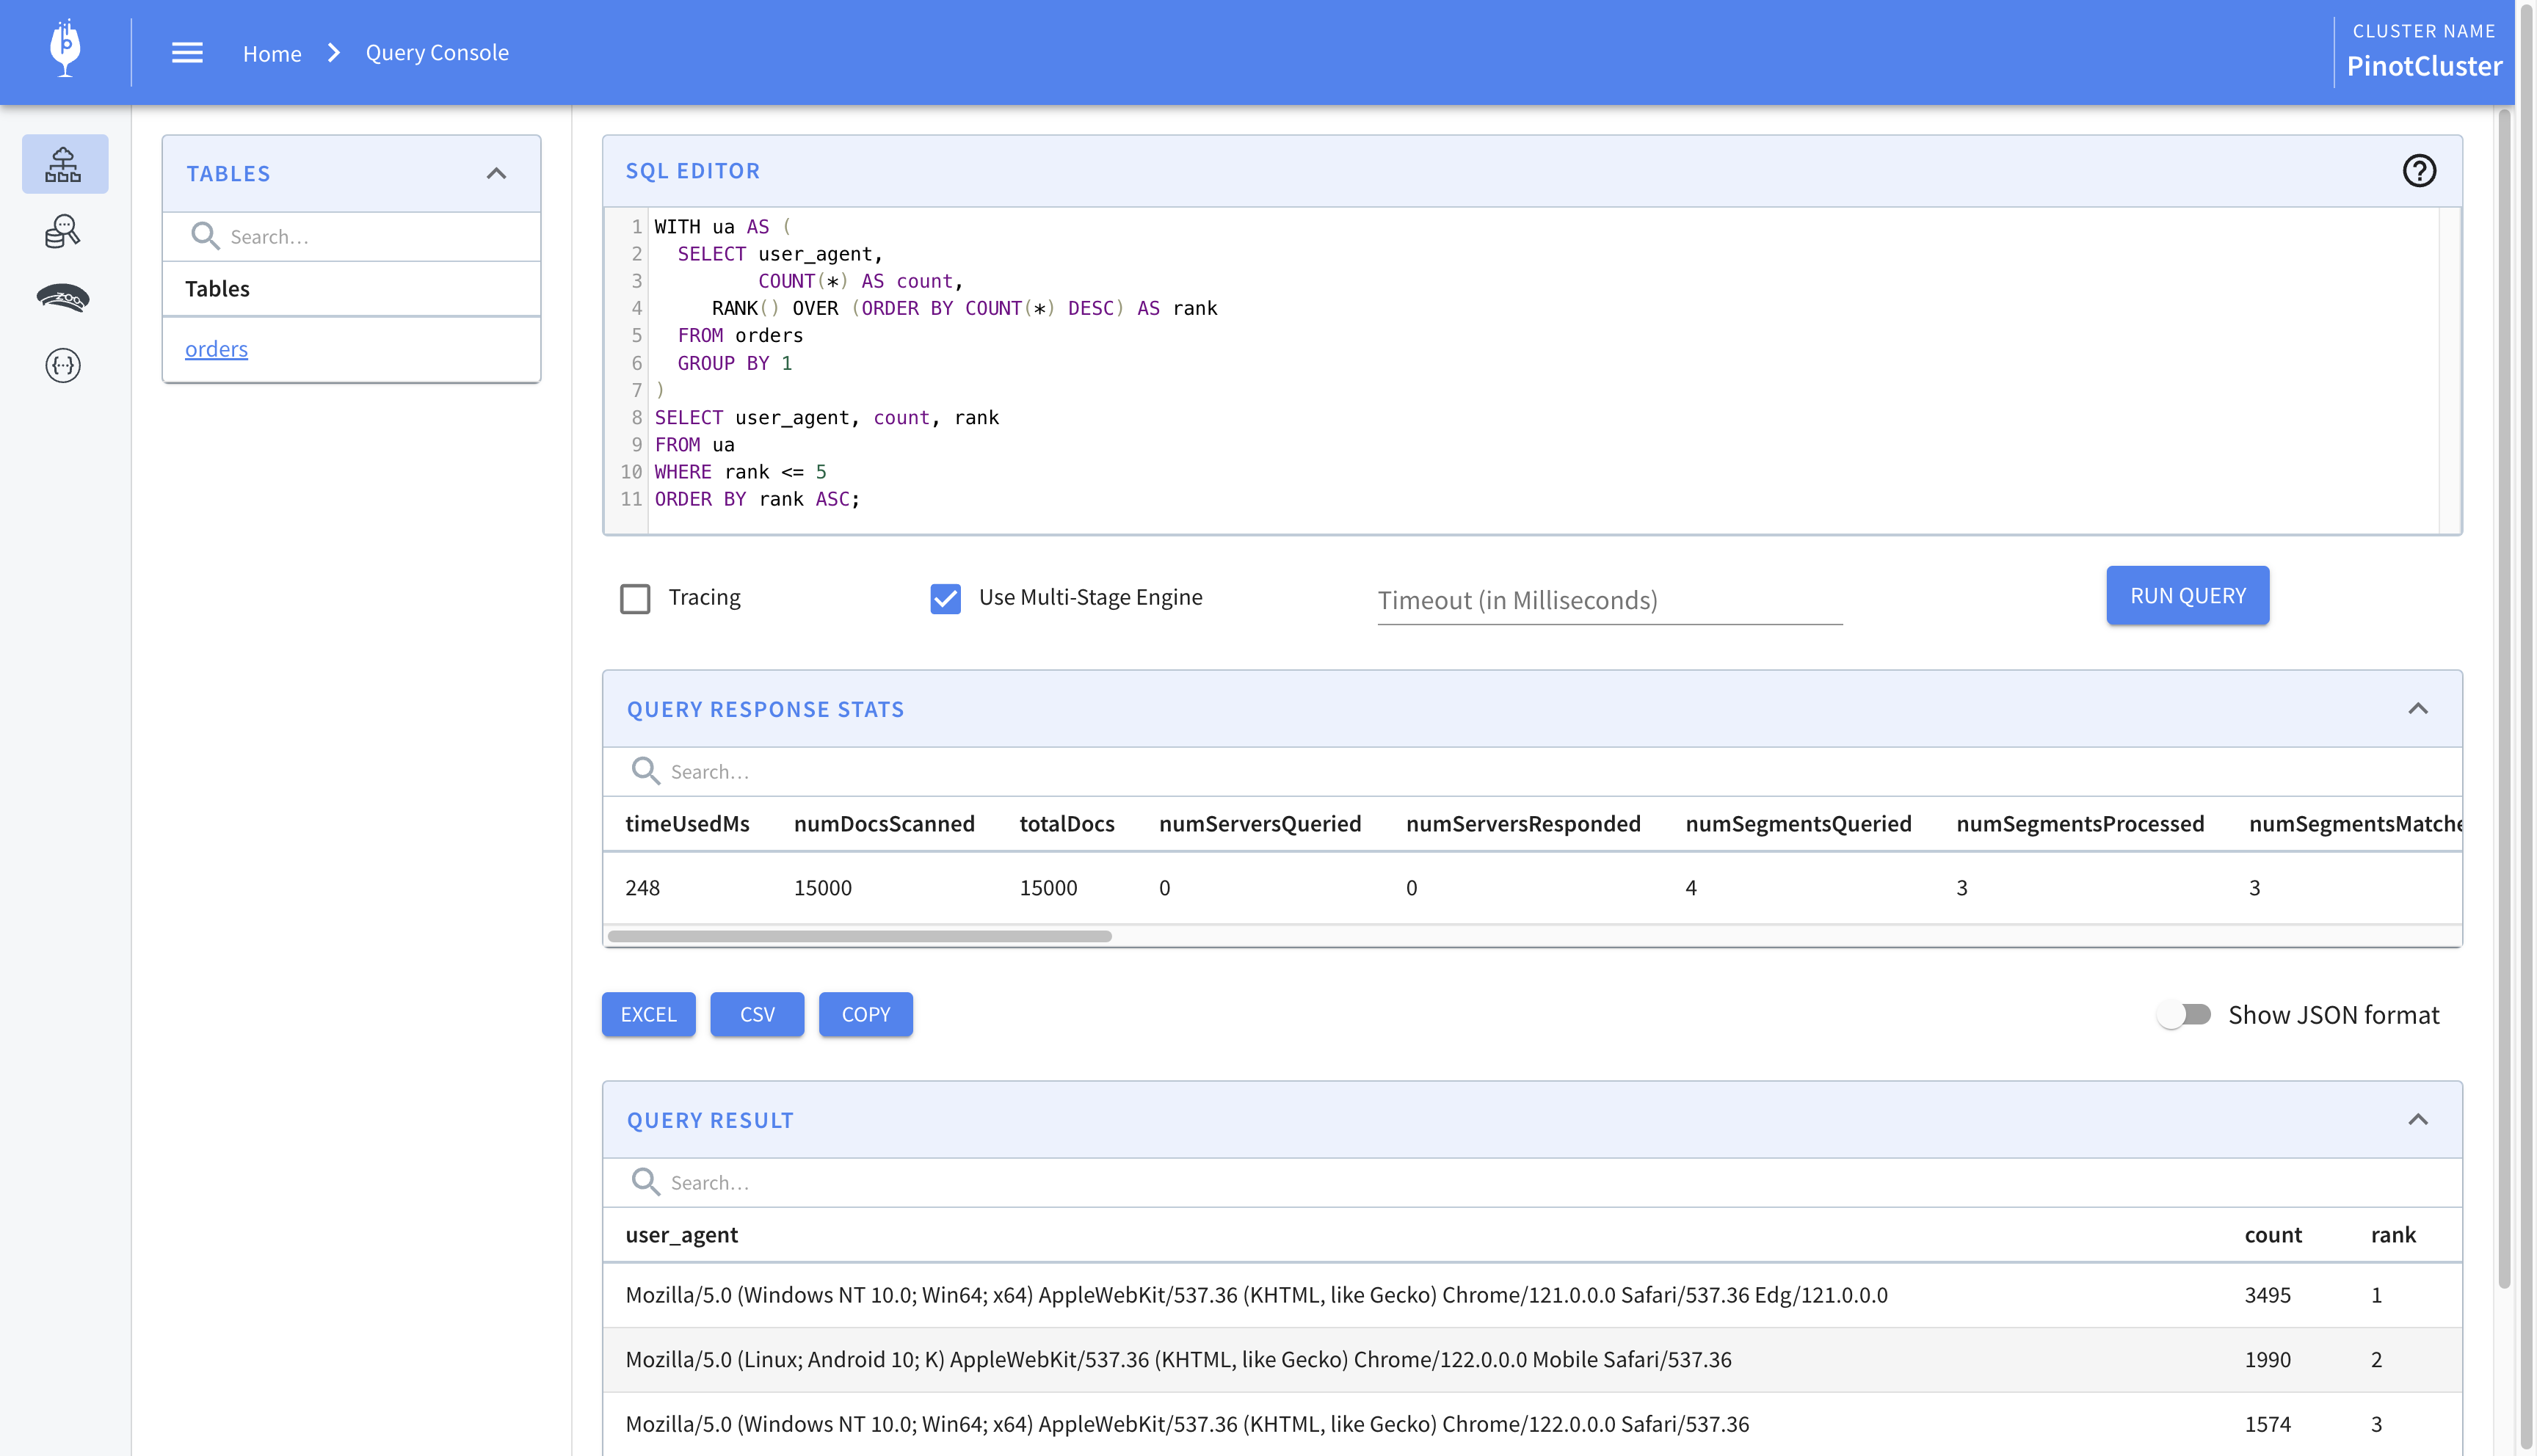 Home
Query Console
CLUSTER NAME
PinotCluster
TABLES
Search...
Tables
orders
SQL EDITOR
1 WITH ua AS (
2   SELECT user_agent,
3          COUNT(*) AS count,
4      RANK() OVER (ORDER BY COUNT(*) DESC) AS rank
5   FROM orders
6   GROUP BY 1
7 )
8 SELECT user_agent, count, rank
9 FROM ua
10 WHERE rank <= 5
11 ORDER BY rank ASC;
Tracing
Use Multi-Stage Engine
Timeout (in Milliseconds)
RUN QUERY
QUERY RESPONSE STATS
Search...
timeUsedMs numDocsScanned totalDocs numServersQueried numServersResponded numSegmentsQueried numSegmentsProcessed numSegmentsMatche
248 15000 15000 0 0 4 3 3
EXCEL CSV COPY
Show JSON format
QUERY RESULT
Search...
user_agent count rank
Mozilla/5.0 (Windows NT 10.0; Win64; x64) AppleWebKit/537.36 (KHTML, like Gecko) Chrome/121.0.0.0 Safari/537.36 Edg/121.0.0.0 3495 1
Mozilla/5.0 (Linux; Android 10; K) AppleWebKit/537.36 (KHTML, like Gecko) Chrome/122.0.0.0 Mobile Safari/537.36 1990 2
Mozilla/5.0 (Windows NT 10.0; Win64; x64) AppleWebKit/537.36 (KHTML, like Gecko) Chrome/122.0.0.0 Safari/537.36 1574 3